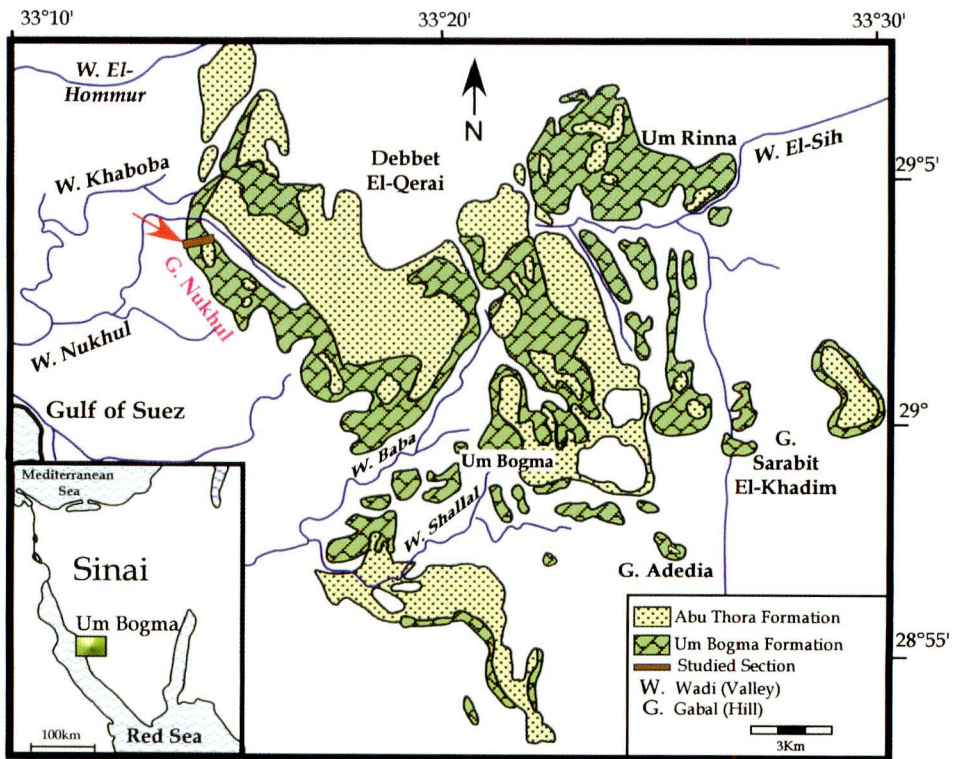 33°10'
33°20'
33°30'
W. El-
Hommur
N
Um Rinna
W. El-Sih
Debbet
El-Qerai
29°5'
W. Khaboba
G. Nukhul
W. Nukhul
Gulf of Suez
29°
W. Baba
Um Bogma
G.
Sarabit
El-Khadim
W. Shallal
G. Adedia
28°55'
Mediterranean
Sea
Sinai
Um Bogma
Red Sea
100km
Abu Thora Formation
Um Bogma Formation
Studied Section
W. Wadi (Valley)
G. Gabal (Hill)
3Km